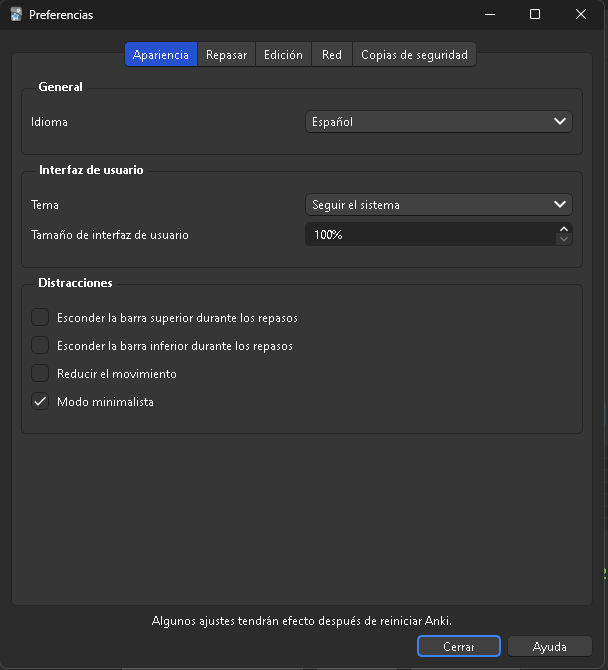 Preferencias
Apariencia Repasar Edición Red Copias de seguridad
General
Idioma Español
Interfaz de usuario
Tema Seguir el sistema
Tamaño de interfaz de usuario 100%
Distracciones
Esconder la barra superior durante los repasos
Esconder la barra inferior durante los repasos
Reducir el movimiento
Modo minimalista
Algunos ajustes tendrán efecto después de reiniciar Anki.
Cerrar Ayuda